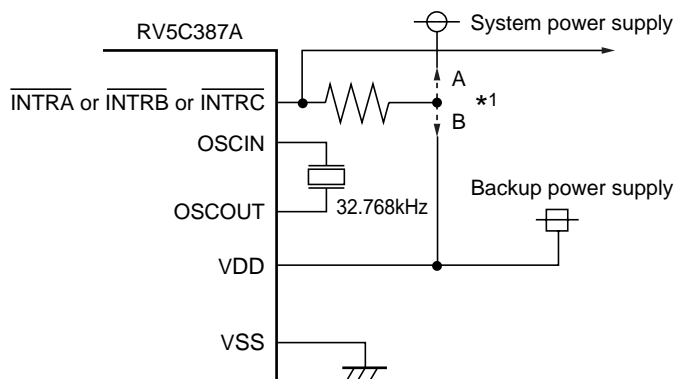 RV5C387A
System power supply
A
INTRA or INTRB or INTRC
*1
B
OSCIN
Backup power supply
OSCOUT
32.768kHz
VDD
VSS